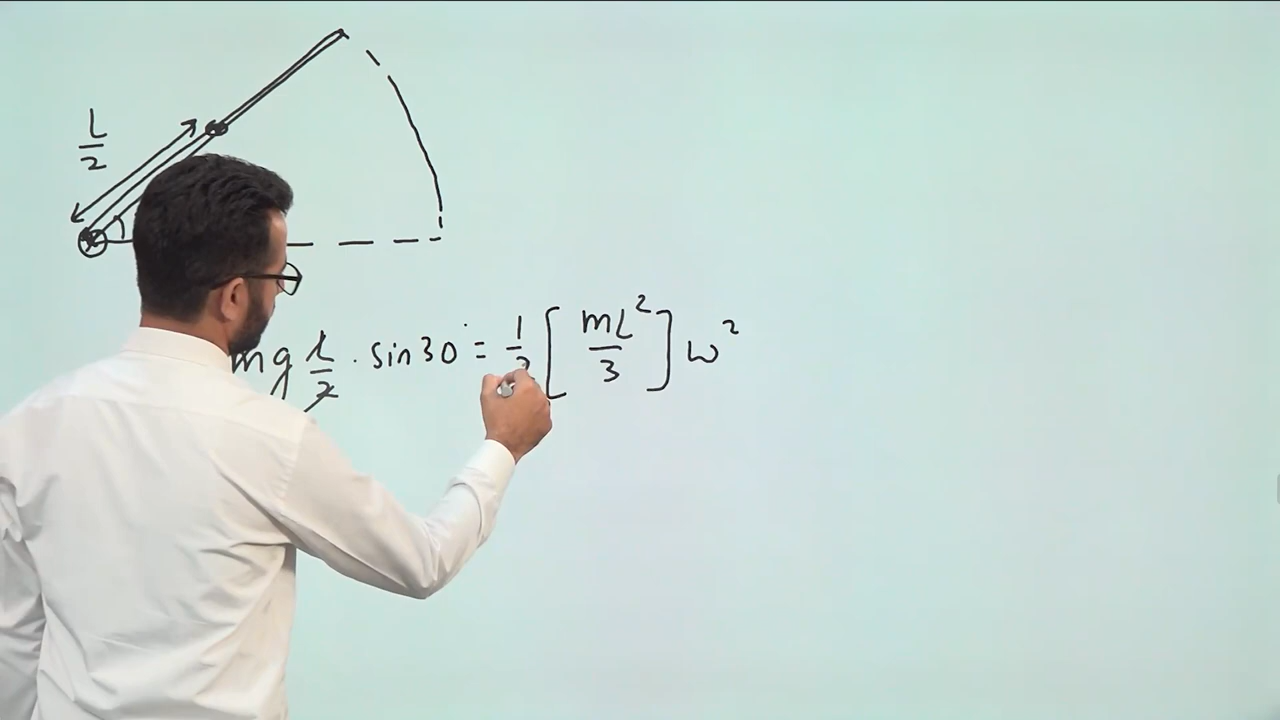 L/2
mg L/2 . sin30° = 1/2 [ mL²/3 ] ω²